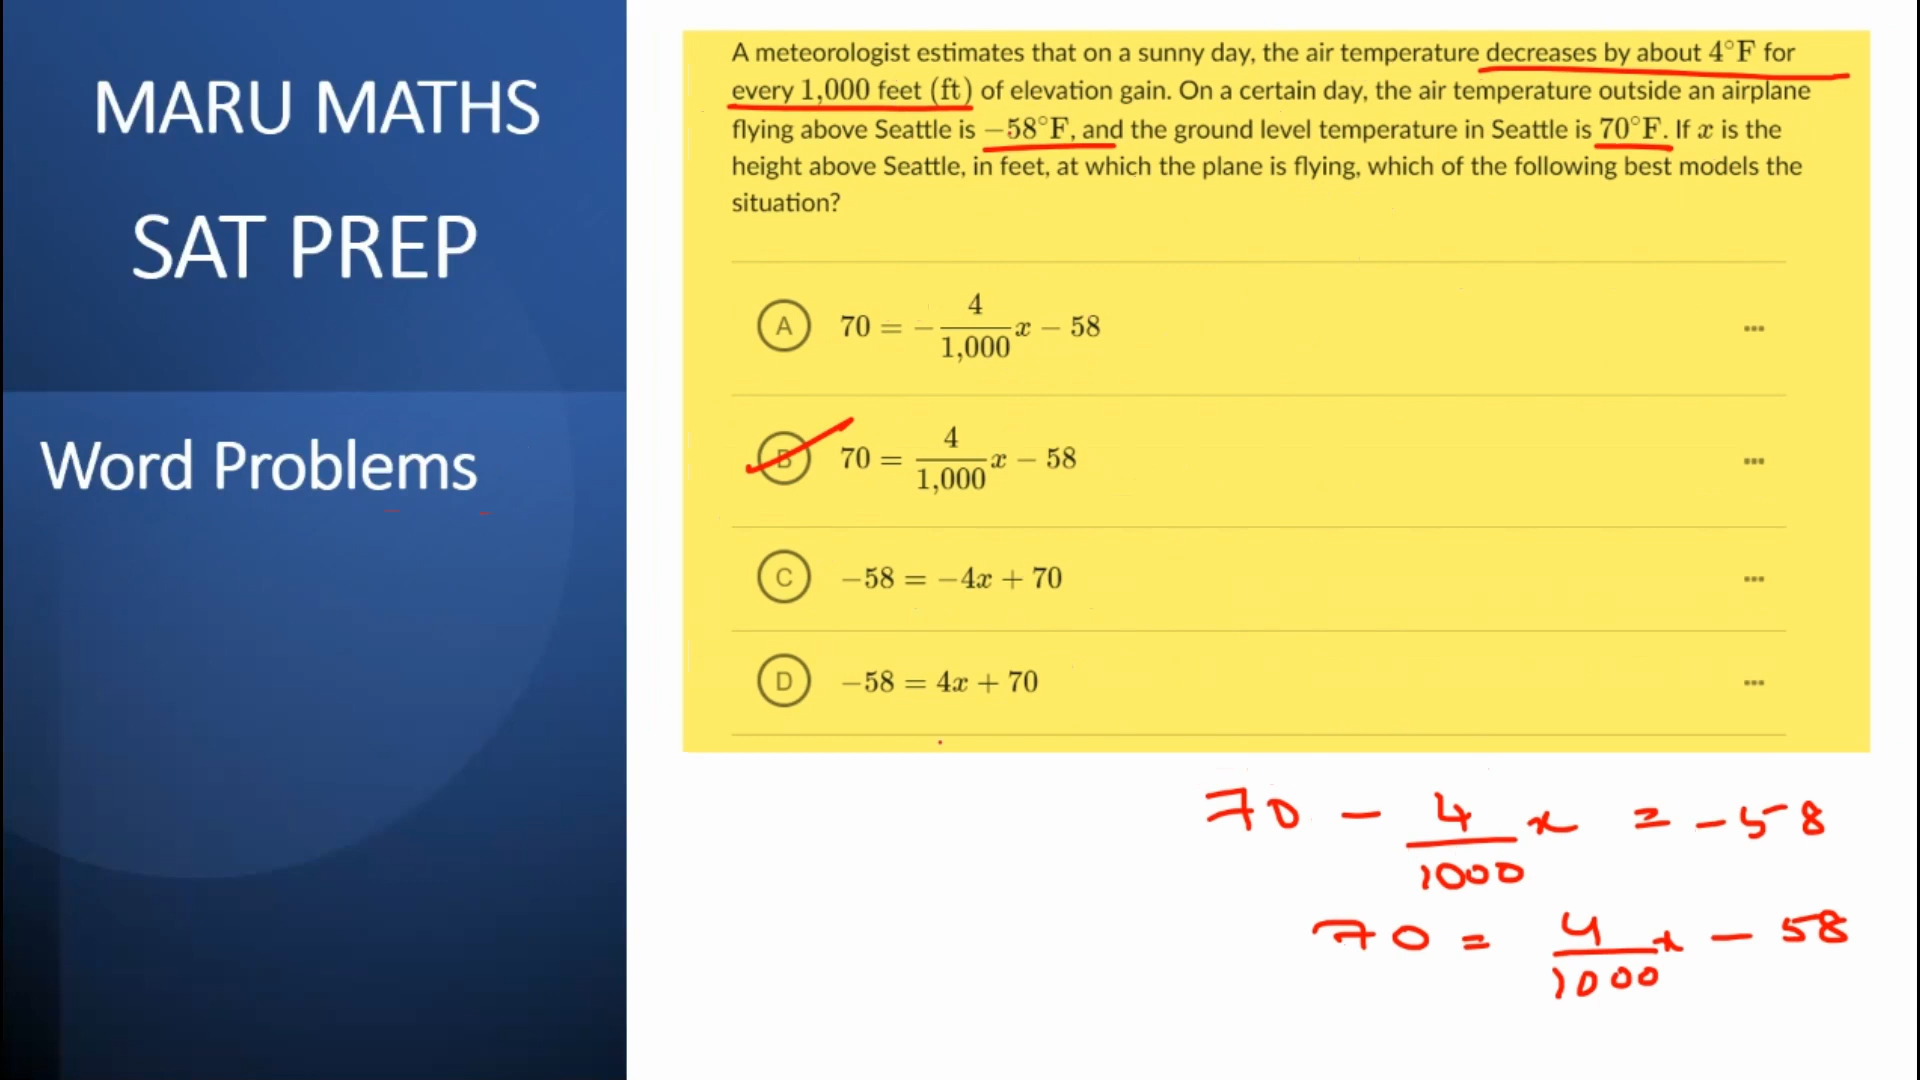 MARU MATHS
SAT PREP
Word Problems
A meteorologist estimates that on a sunny day, the air temperature decreases by about 4°F for
every 1,000 feet (ft) of elevation gain. On a certain day, the air temperature outside an airplane
flying above Seattle is −58°F, and the ground level temperature in Seattle is 70°F. If x is the
height above Seattle, in feet, at which the plane is flying, which of the following best models the
situation?
A 70 = −4/1,000 x − 58 ...
B 70 = 4/1,000 x − 58 ...
C −58 = −4x + 70 ...
D −58 = 4x + 70 ...
70 − 4/1000 x = −58
70 = 4/1000 x − 58